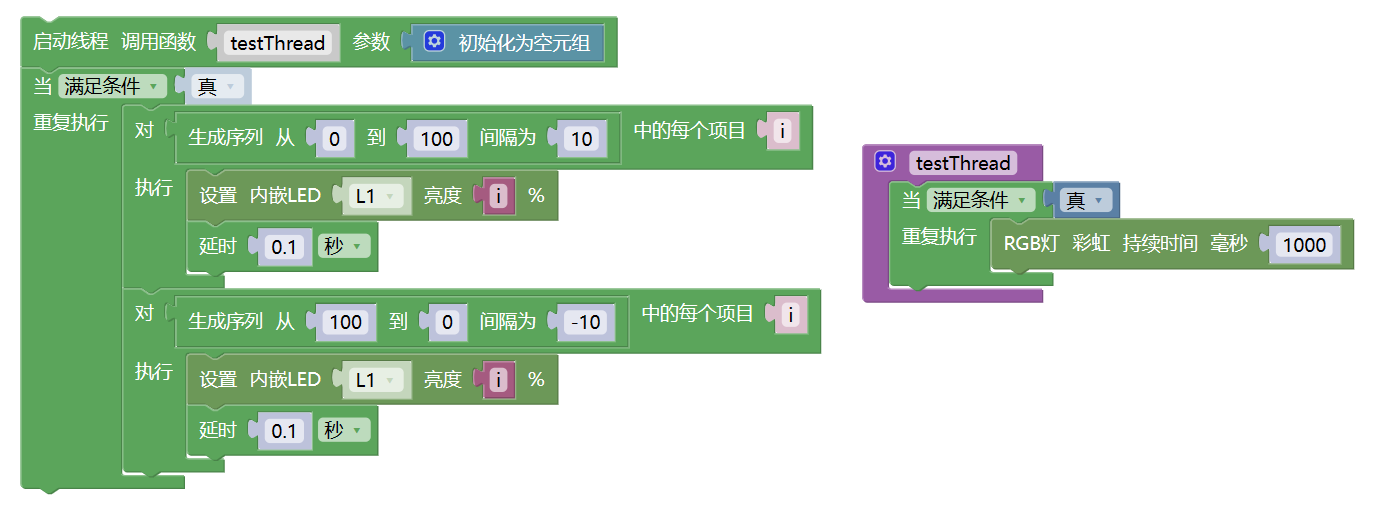 启动线程 调用函数 testThread 参数 初始化为空元组
当 满足条件 真
重复执行
对 生成序列 从 0 到 100 间隔为 10 中的每个项目 i
执行 设置 内嵌LED L1 亮度 i %
延时 0.1 秒
对 生成序列 从 100 到 0 间隔为 -10 中的每个项目 i
执行 设置 内嵌LED L1 亮度 i %
延时 0.1 秒
testThread
当 满足条件 真
重复执行 RGB灯 彩虹 持续时间 毫秒 1000